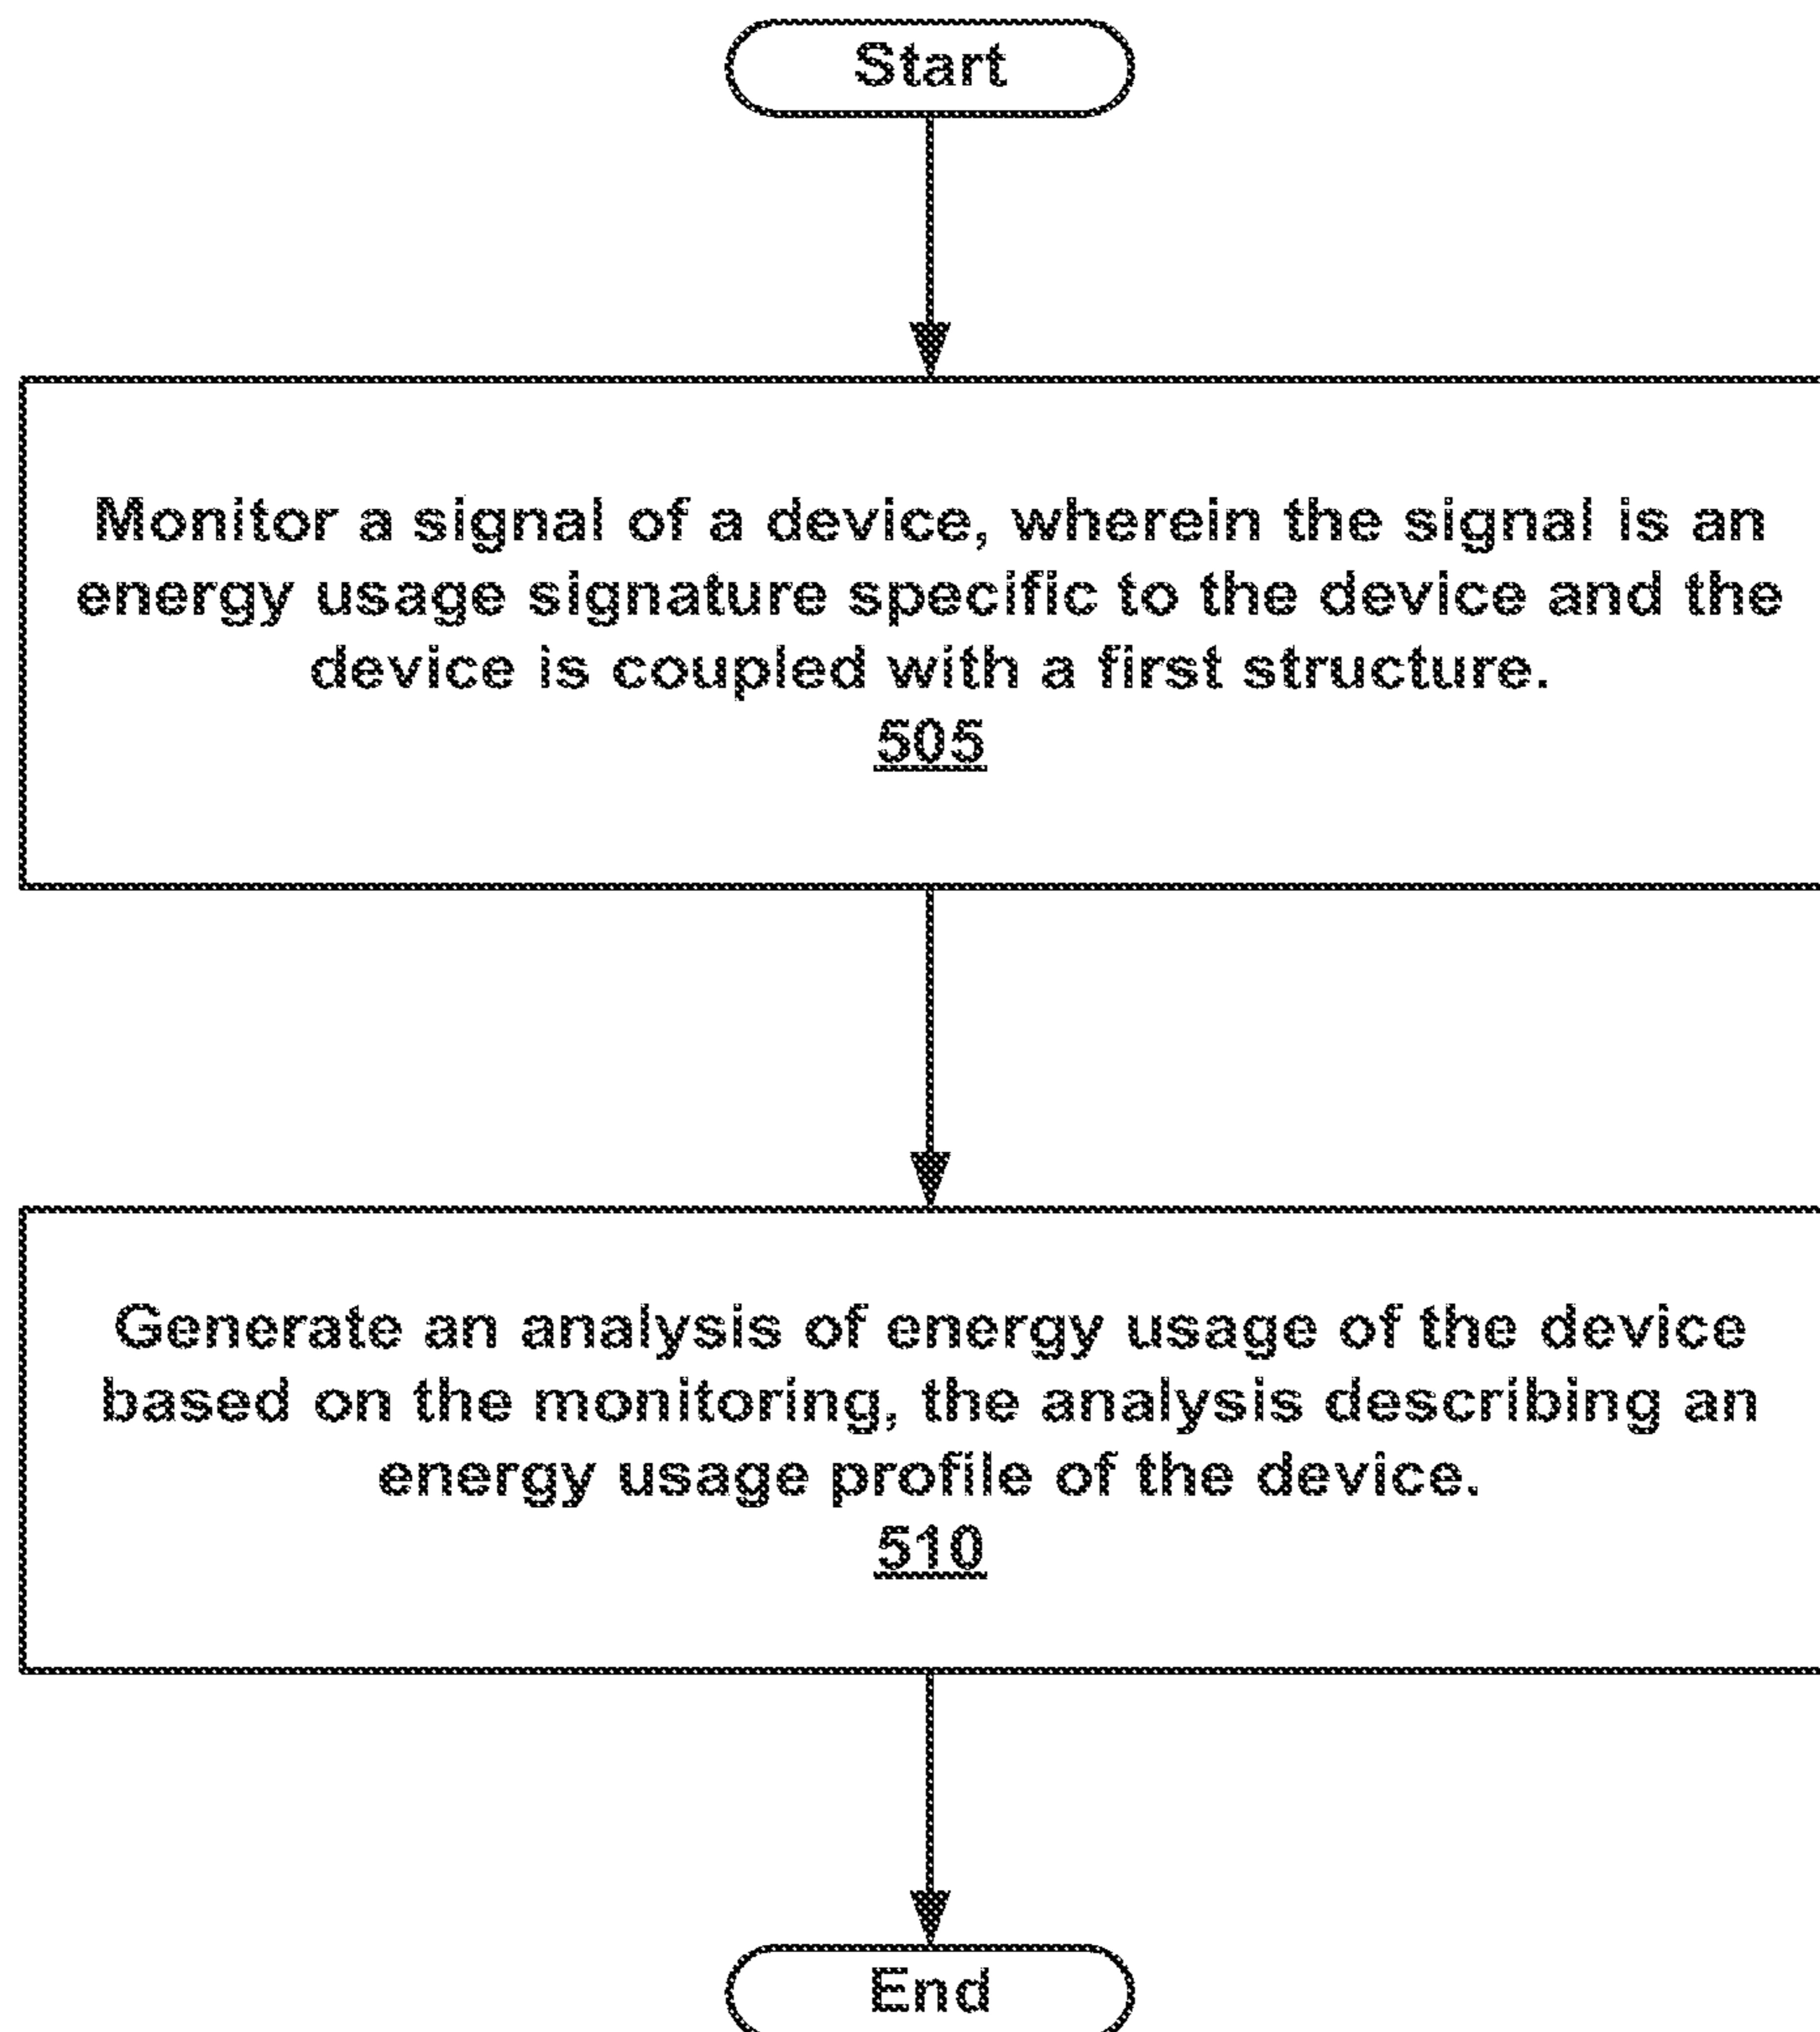 Start
Monitor a signal of a device, wherein the signal is an
energy usage signature specific to the device and the
device is coupled with a first structure.
505
Generate an analysis of energy usage of the device
based on the monitoring, the analysis describing an
energy usage profile of the device.
510
End